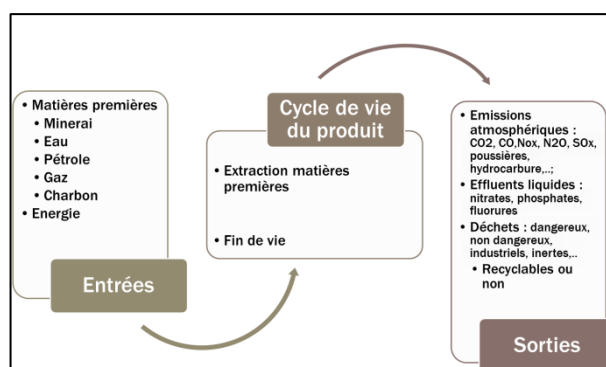 • Matières premières
• Minerai
• Eau
• Pétrole
• Gaz
• Charbon
• Energie
Entrées
Cycle de vie
du produit
• Extraction matières
premières
• Fin de vie
• Emissions
atmosphériques :
CO2, CO,Nox, N2O, SOx,
poussières,
hydrocarbure,..;
• Effluents liquides :
nitrates, phosphates,
fluorures
• Déchets : dangereux,
non dangereux,
industriels, inertes,..
• Recyclables ou
non
Sorties